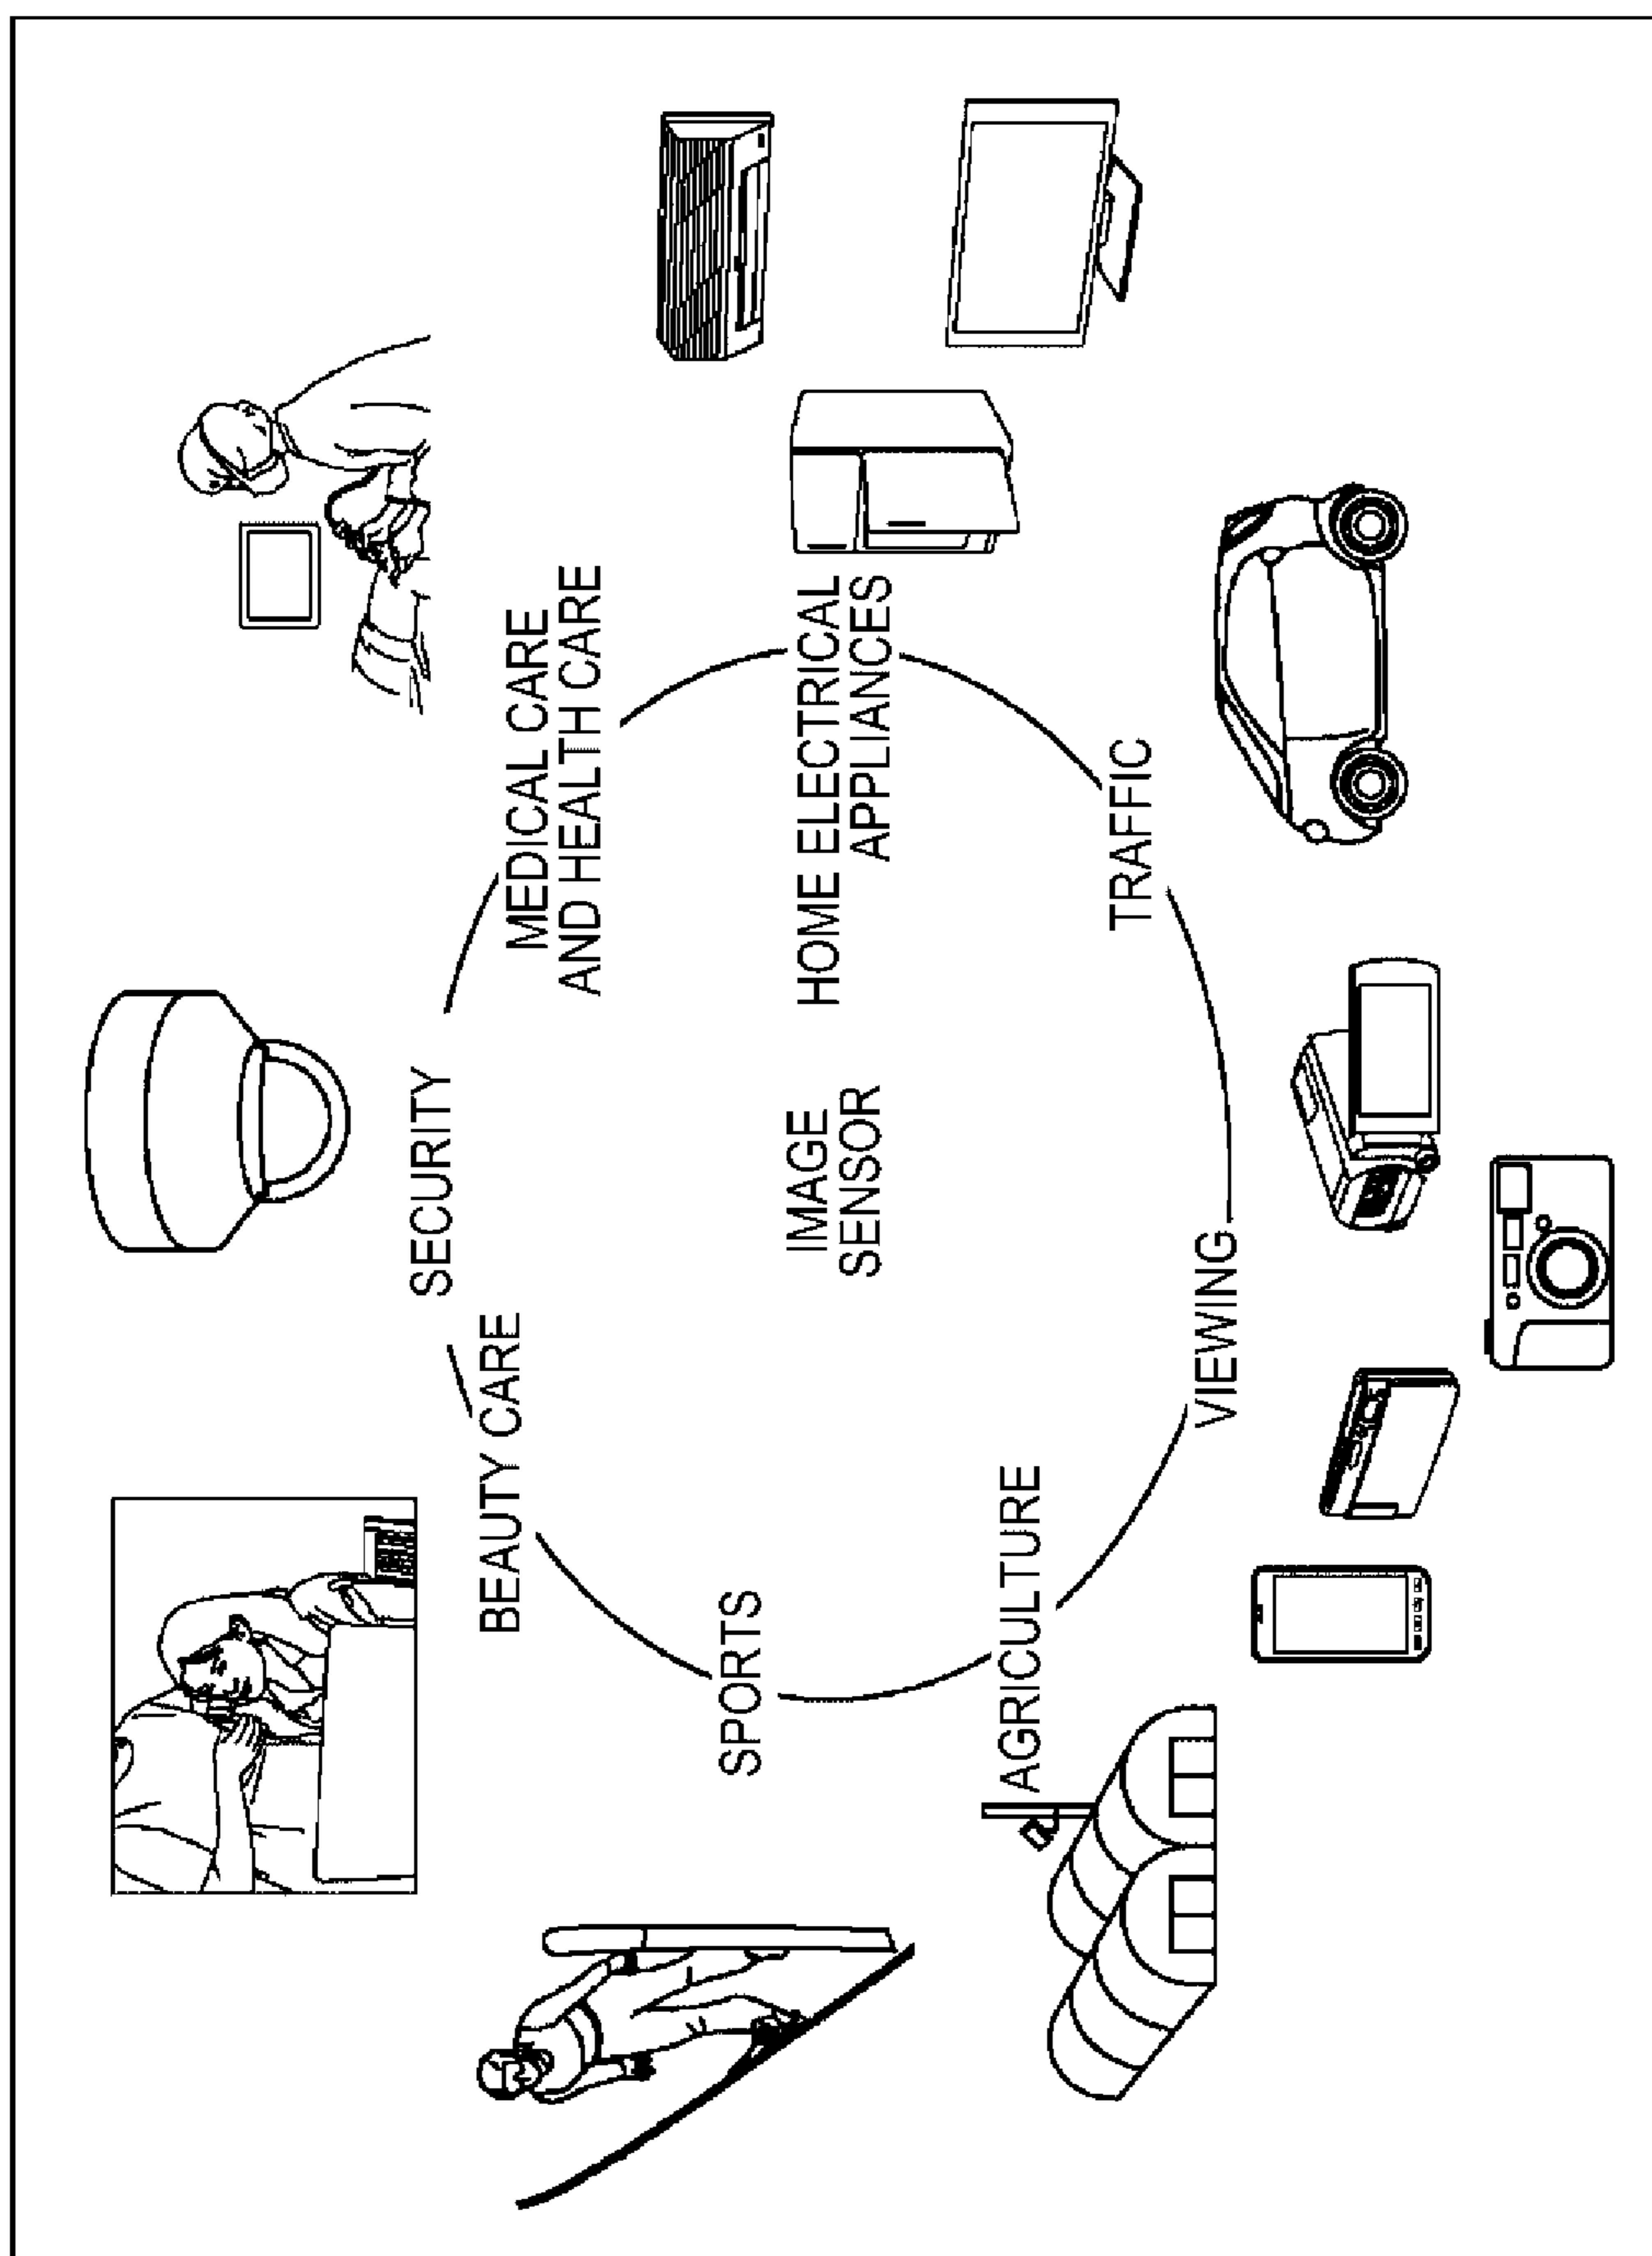 SECURITY
BEAUTY CARE
MEDICAL CARE
AND HEALTH CARE
SPORTS
IMAGE
SENSOR
HOME ELECTRICAL
APPLIANCES
AGRICULTURE
TRAFFIC
VIEWING